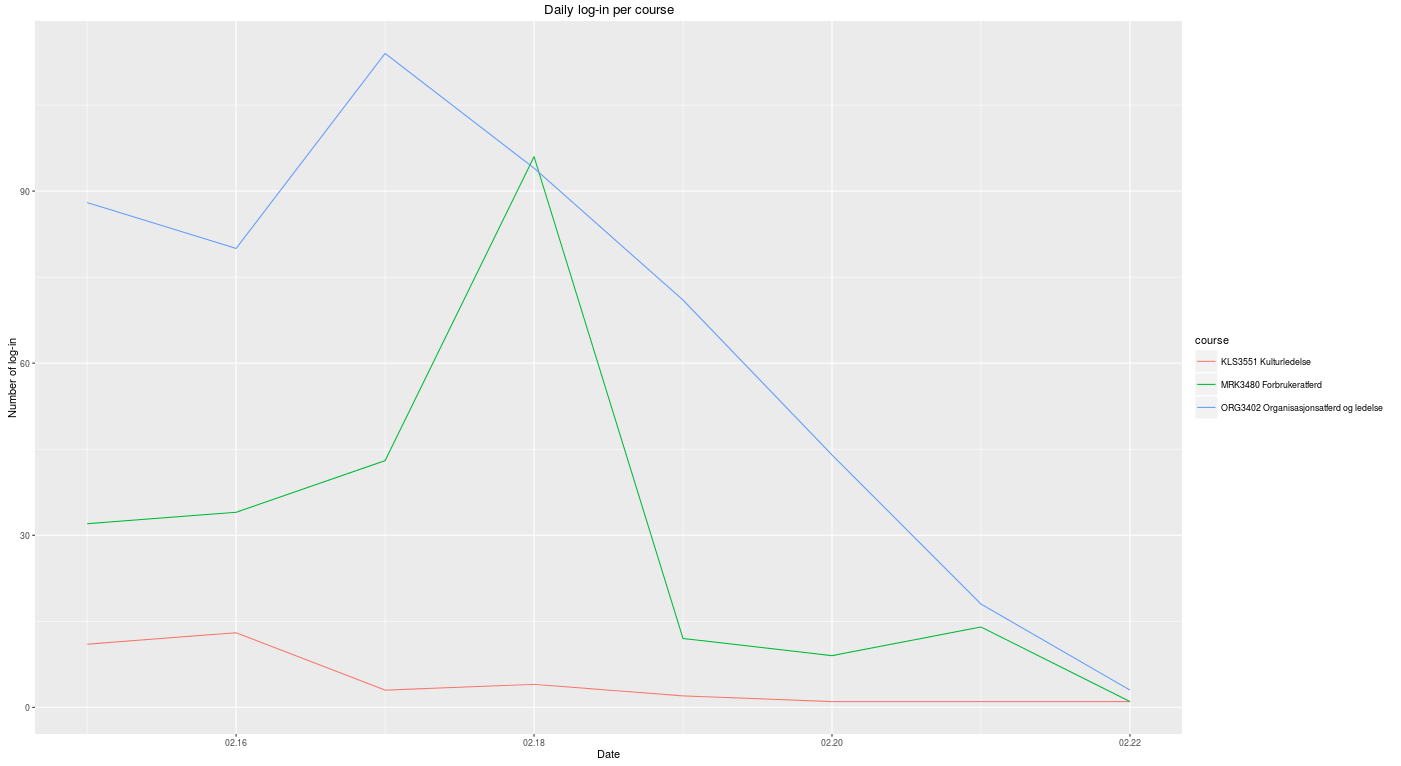 Daily log-in per course
Number of log-in
90
60
30
0
02.16
02.18
02.20
02.22
Date
course
KLS3551 Kulturledelse
MRK3480 Forbrukeratferd
ORG3402 Organisasjonsatferd og ledelse